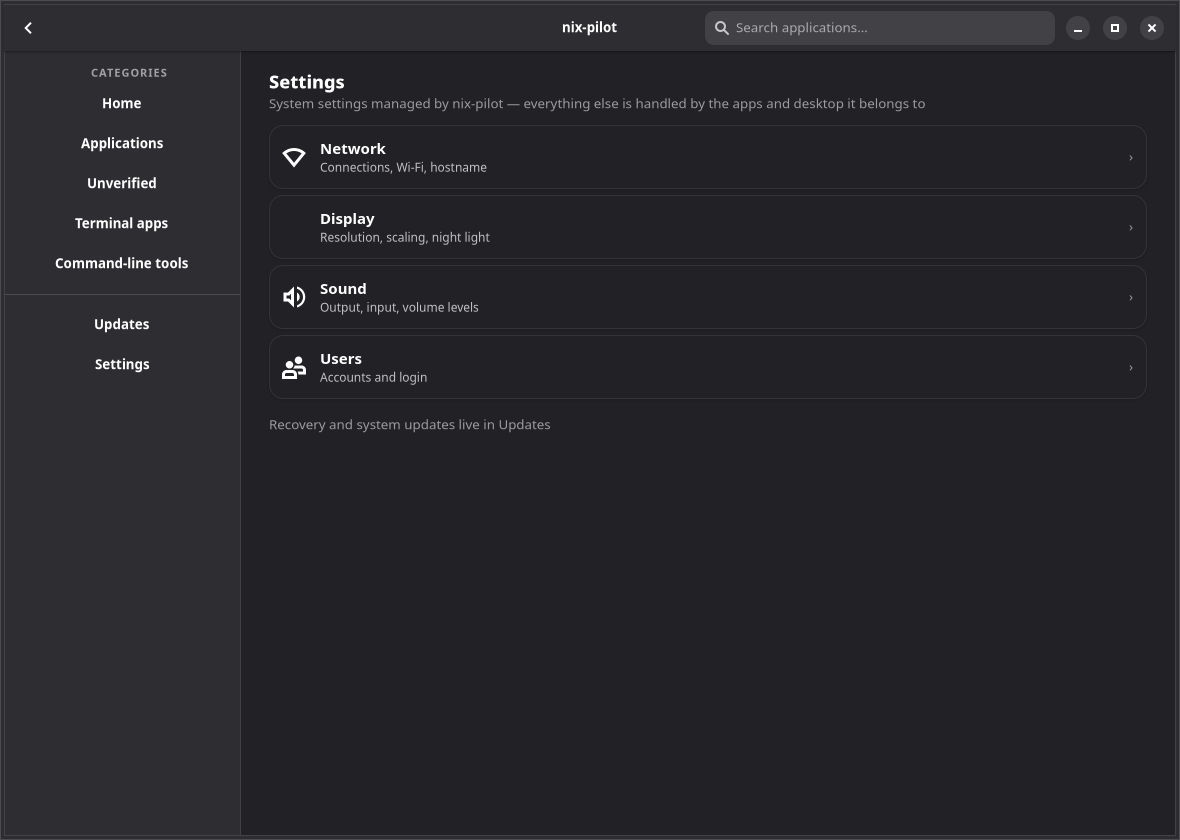 nix-pilot
Search applications...
CATEGORIES
Home
Applications
Unverified
Terminal apps
Command-line tools
Updates
Settings
Settings
System settings managed by nix-pilot — everything else is handled by the apps and desktop it belongs to
Network
Connections, Wi-Fi, hostname
Display
Resolution, scaling, night light
Sound
Output, input, volume levels
Users
Accounts and login
Recovery and system updates live in Updates